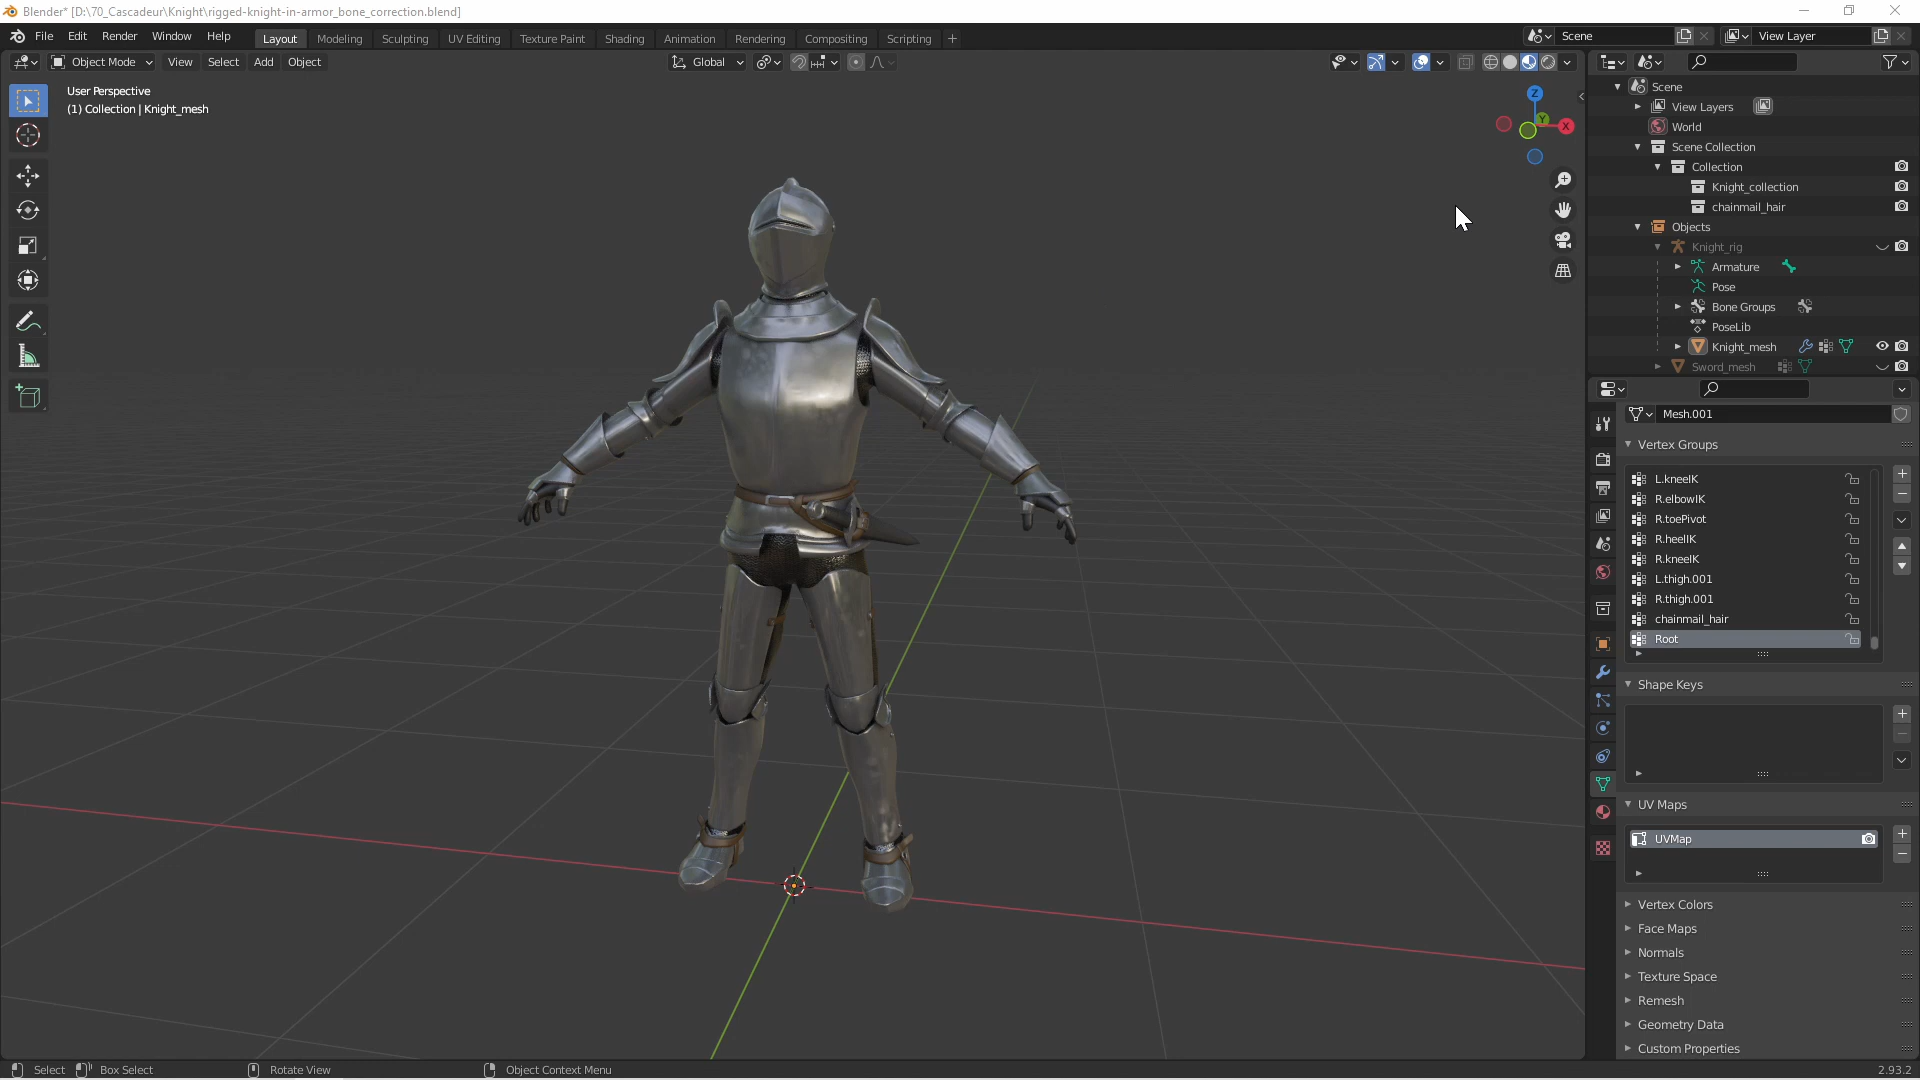 Blender* [D:\70_Cascadeur\Knight\rigged-knight-in-armor_bone_correction.blend]
File Edit Render Window Help Layout Modeling Sculpting UV Editing Texture Paint Shading Animation Rendering Compositing Scripting + Scene View Layer
Object Mode View Select Add Object Global
User Perspective
(1) Collection | Knight_mesh
Z
Y
X
Scene
View Layers
World
Scene Collection
Collection
Knight_collection
chainmail_hair
Objects
Knight_rig
Armature
Pose
Bone Groups
PoseLib
Knight_mesh
Sword_mesh
Mesh.001
Vertex Groups
L.kneeIK
R.elbowIK
R.toePivot
R.heelIK
R.kneeIK
L.thigh.001
R.thigh.001
chainmail_hair
Root
Shape Keys
UV Maps
UVMap
Vertex Colors
Face Maps
Normals
Texture Space
Remesh
Geometry Data
Custom Properties
Select Box Select Rotate View Object Context Menu 2.93.2